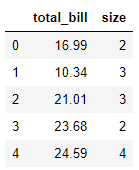 total_bill size
0 16.99 2
1 10.34 3
2 21.01 3
3 23.68 2
4 24.59 4